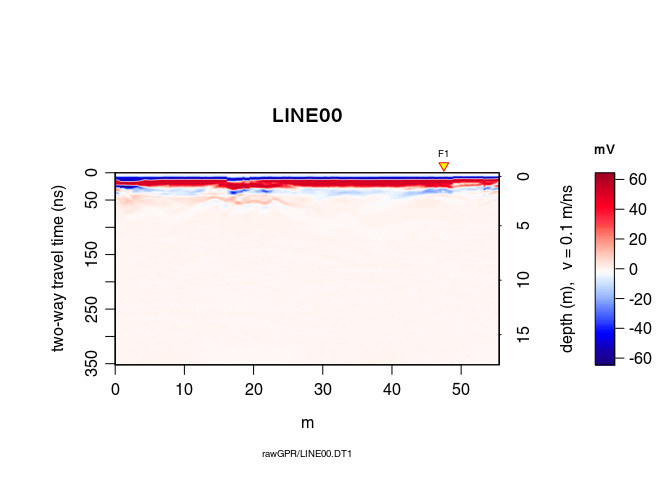 LINE00
F1
mV
0
50
150
250
350
two-way travel time (ns)
0
5
10
15
depth (m), v = 0.1 m/ns
60
40
20
0
-20
-40
-60
0 10 20 30 40 50
m
rawGPR/LINE00.DT1